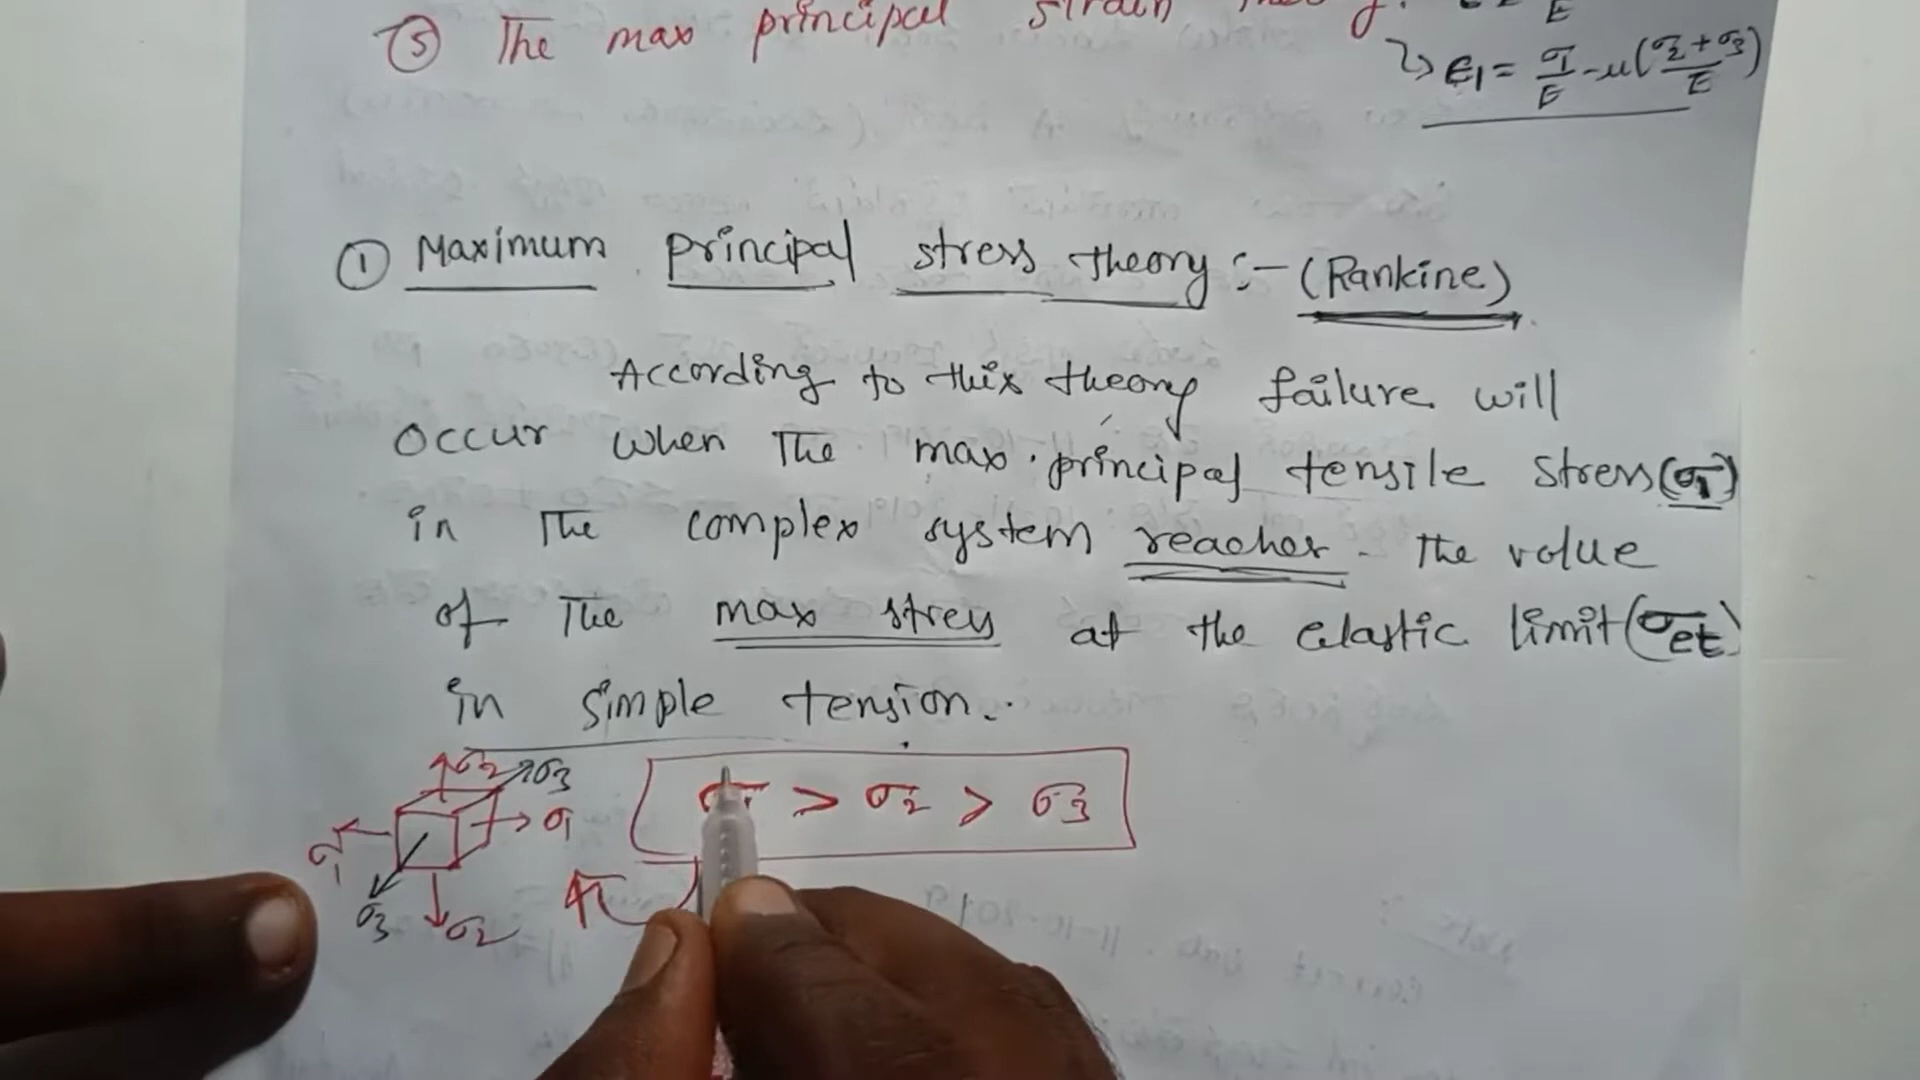 ⑤ The max principal strain
→ ϵ1 = σ1/E - μ(σ2+σ3/E)
① Maximum principal stress theory :- (Rankine)
According to this theory failure will
occur when The max. principal tensile stress (σ1)
in The complex system reaches the value
of The max stress at the elastic limit (σet)
in simple tension.
σ2 σ3
σ1 σ1
σ3 σ2
σ1 > σ2 > σ3